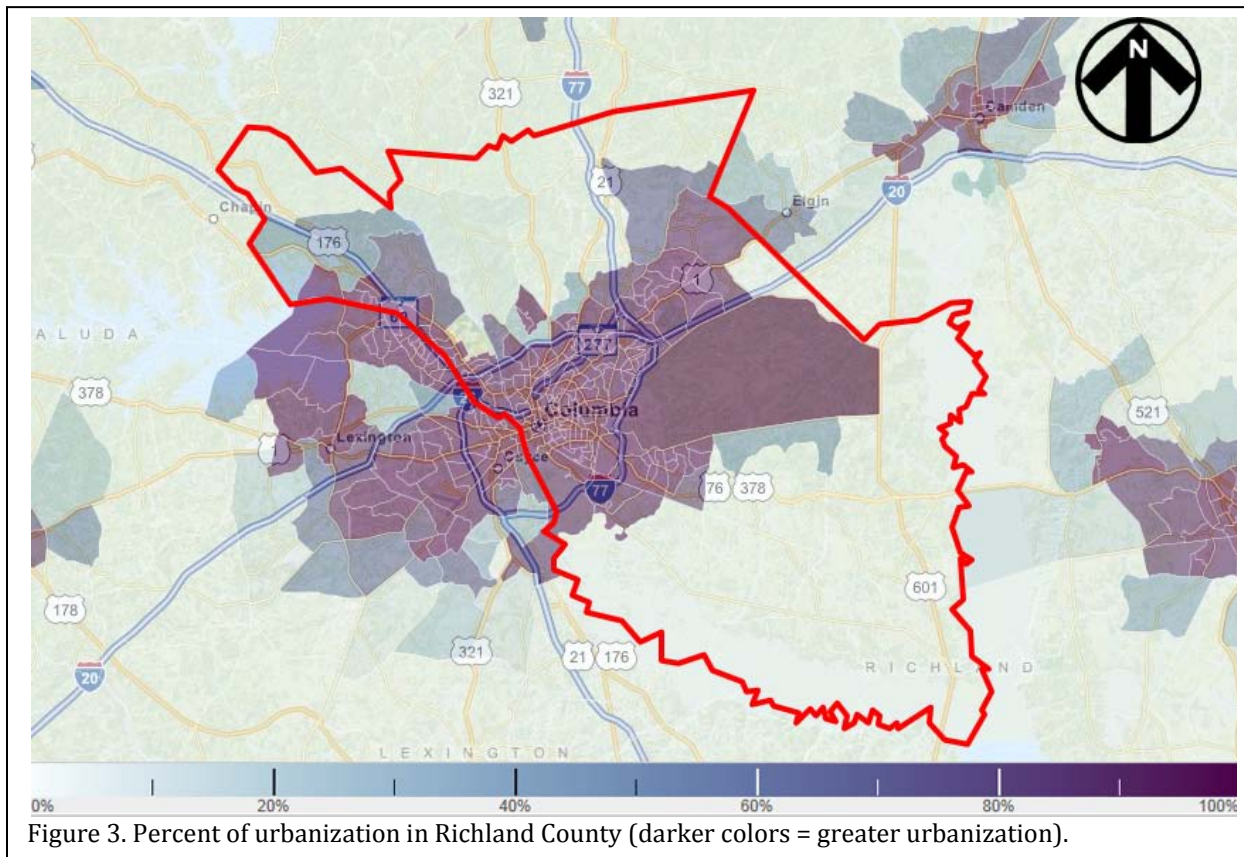 N
77
321
Camden
21
20
Chapin
Elgin
176
1
ALUDA
277
378
521
Columbia
1
Lexington
Cayce
77
76 378
601
178
321
21 176
RICHLAND
20
LEXINGTON
0% 20% 40% 60% 80% 100%
Figure 3. Percent of urbanization in Richland County (darker colors = greater urbanization).